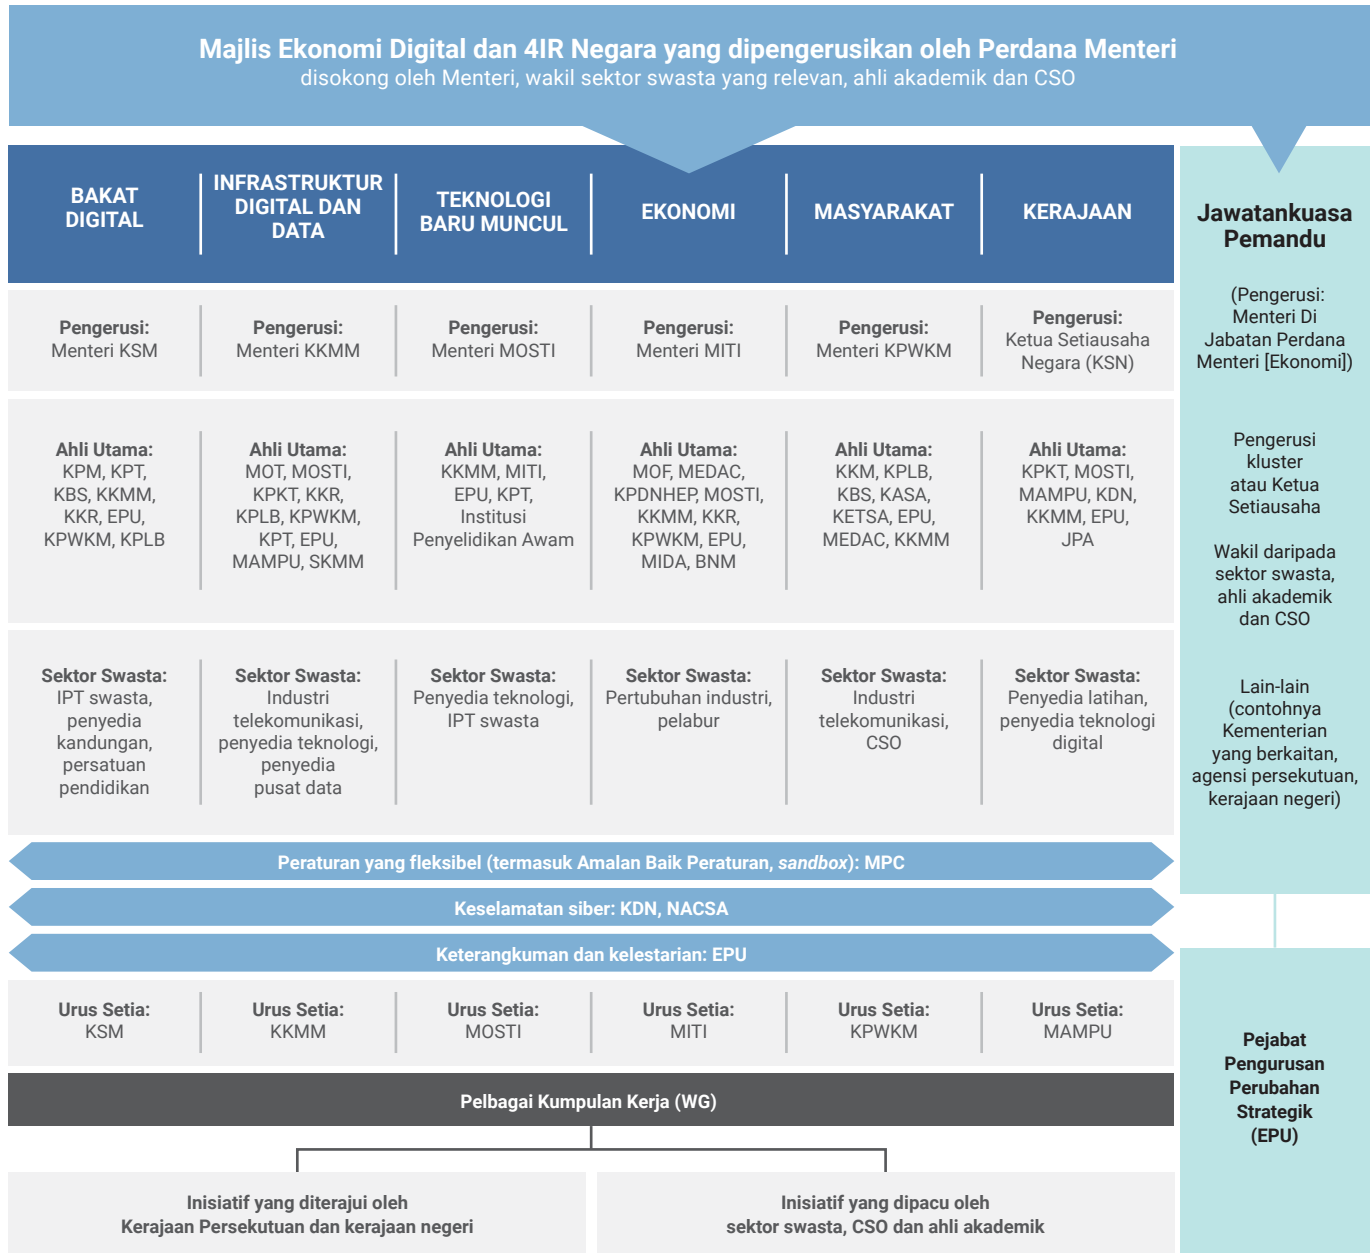 Majlis Ekonomi Digital dan 4IR Negara yang dipengerusikan oleh Perdana Menteri
disokong oleh Menteri, wakil sektor swasta yang relevan, ahli akademik dan CSO
BAKAT
DIGITAL
INFRASTRUKTUR
DIGITAL DAN
DATA
TEKNOLOGI
BARU MUNCUL
EKONOMI
MASYARAKAT
KERAJAAN
Pengerusi:
Menteri KSM
Pengerusi:
Menteri KKMM
Pengerusi:
Menteri MOSTI
Pengerusi:
Menteri MITI
Pengerusi:
Menteri KPWKM
Pengerusi:
Ketua Setiausaha
Negara (KSN)
Ahli Utama:
KPM, KPT,
KBS, KKMM,
KKR, EPU,
KPWKM, KPLB
Ahli Utama:
MOT, MOSTI,
KPKT, KKR,
KPLB, KPWKM,
KPT, EPU,
MAMPU, SKMM
Ahli Utama:
KKMM, MITI,
EPU, KPT,
Institusi
Penyelidikan Awam
Ahli Utama:
MOF, MEDAC,
KPDNHEP, MOSTI,
KKMM, KKR,
KPWKM, EPU,
MIDA, BNM
Ahli Utama:
KKM, KPLB,
KBS, KASA,
KETSA, EPU,
MEDAC, KKMM
Ahli Utama:
KPKT, MOSTI,
MAMPU, KDN,
KKMM, EPU,
JPA
Sektor Swasta:
IPT swasta,
penyedia
kandungan,
persatuan
pendidikan
Sektor Swasta:
Industri
telekomunikasi,
penyedia teknologi,
penyedia
pusat data
Sektor Swasta:
Penyedia teknologi,
IPT swasta
Sektor Swasta:
Pertubuhan industri,
pelabur
Sektor Swasta:
Industri
telekomunikasi,
CSO
Sektor Swasta:
Penyedia latihan,
penyedia teknologi
digital
Peraturan yang fleksibel (termasuk Amalan Baik Peraturan, sandbox): MPC
Keselamatan siber: KDN, NACSA
Keterangkuman dan kelestarian: EPU
Urus Setia:
KSM
Urus Setia:
KKMM
Urus Setia:
MOSTI
Urus Setia:
MITI
Urus Setia:
KPWKM
Urus Setia:
MAMPU
Pelbagai Kumpulan Kerja (WG)
Inisiatif yang diterajui oleh
Kerajaan Persekutuan dan kerajaan negeri
Inisiatif yang dipacu oleh
sektor swasta, CSO dan ahli akademik
Jawatankuasa
Pemandu
(Pengerusi:
Menteri Di
Jabatan Perdana
Menteri [Ekonomi])
Pengerusi
kluster
atau Ketua
Setiausaha
Wakil daripada
sektor swasta,
ahli akademik
dan CSO
Lain-lain
(contohnya
Kementerian
yang berkaitan,
agensi persekutuan,
kerajaan negeri)
Pejabat
Pengurusan
Perubahan
Strategik
(EPU)